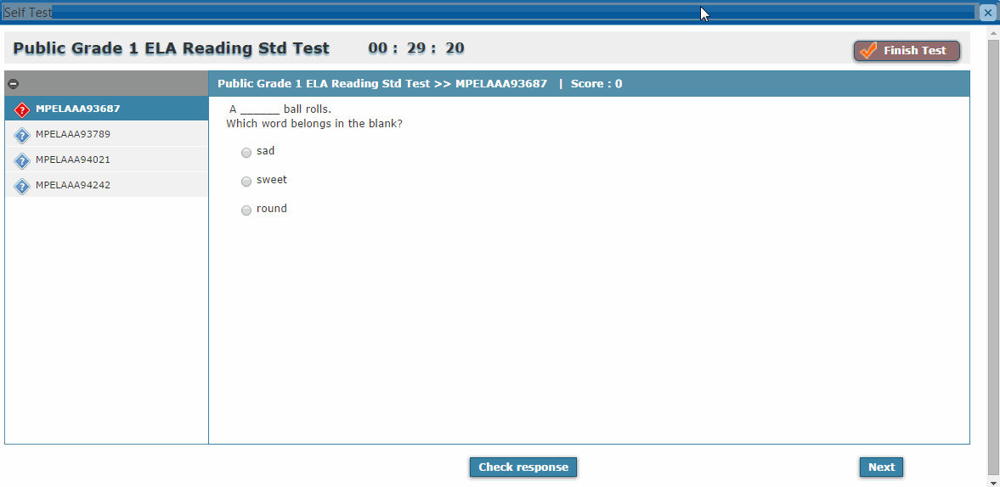 Self Test
Public Grade 1 ELA Reading Std Test 00 : 29 : 20
Finish Test
Public Grade 1 ELA Reading Std Test >> MPELAAA93687 | Score : 0
MPELAAA93687
MPELAAA93789
MPELAAA94021
MPELAAA94242
A ______ ball rolls.
Which word belongs in the blank?
sad
sweet
round
Check response
Next